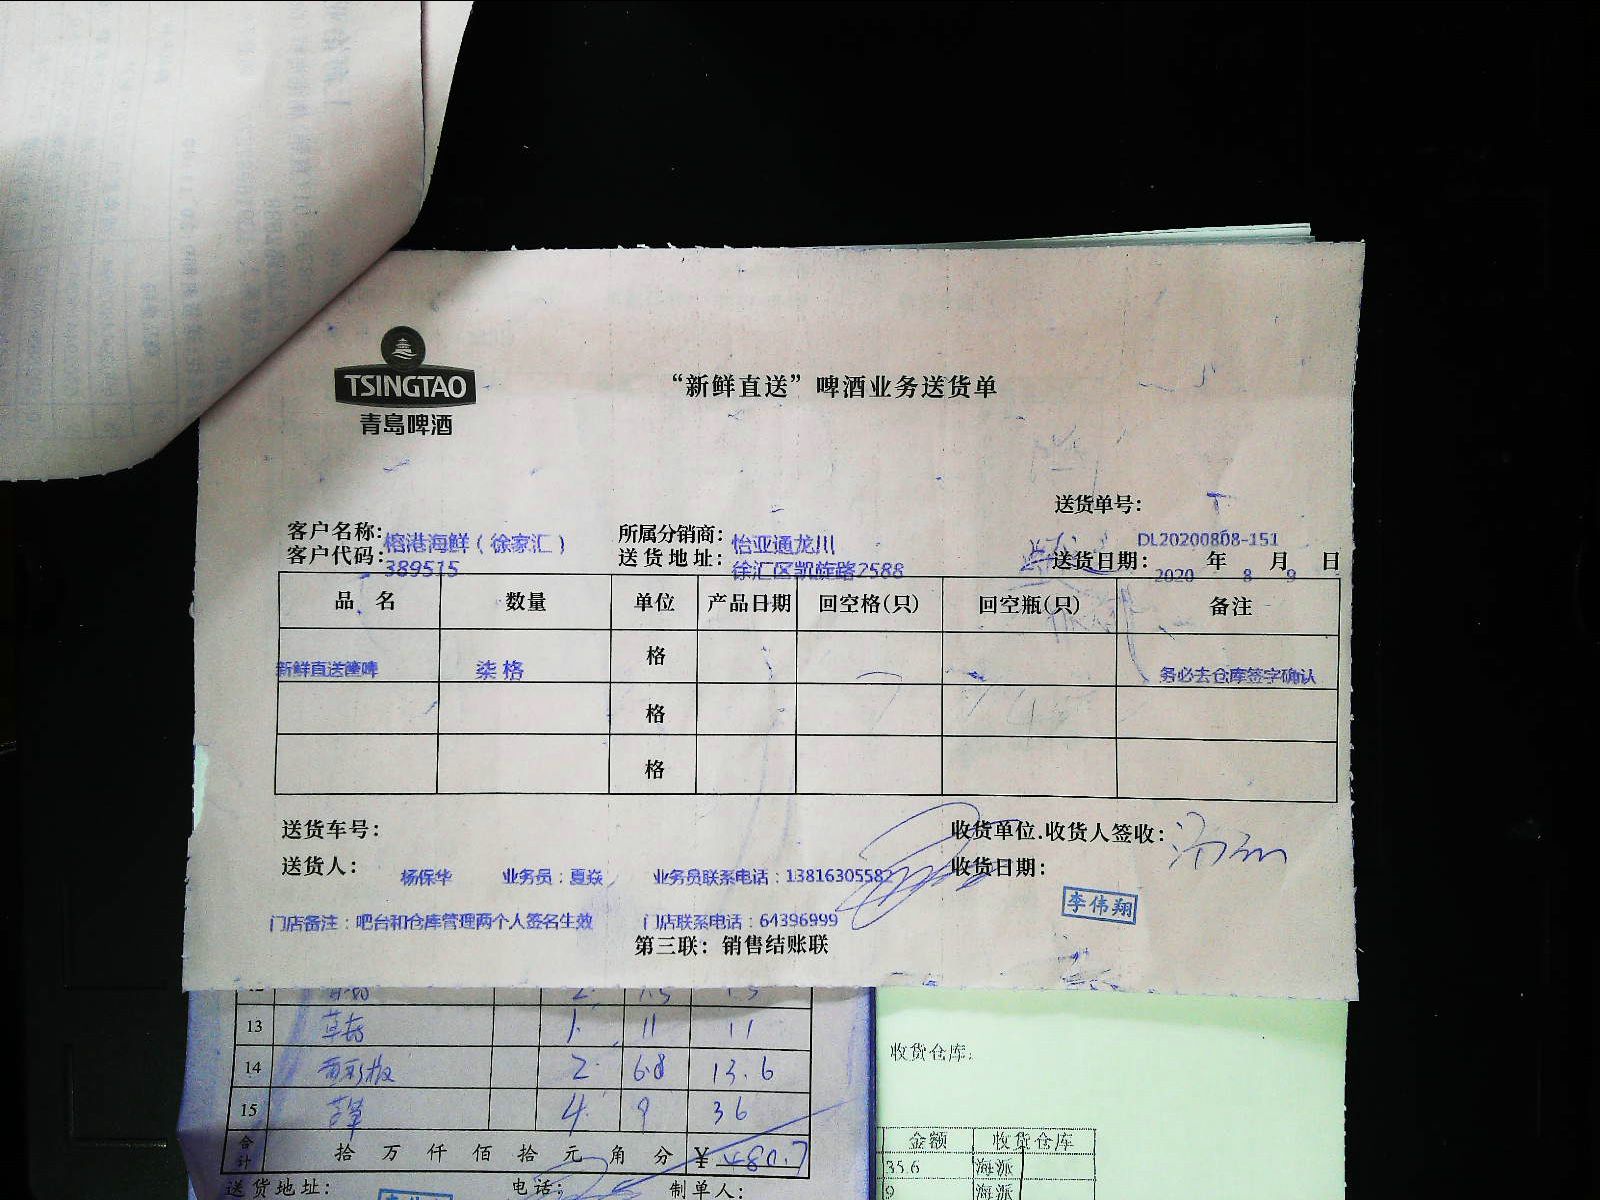 TSINGTAO
青島啤酒
“新鲜直送”啤酒业务送货单
送货单号:
DL20200808-151
客户名称: 榕港海鲜（徐家汇）
所属分销商: 怡亚通龙川
客户代码: 389515
送货地址: 徐汇区凯旋路2588
送货日期: 2020 年 8 月 9 日
品 名 数量 单位 产品日期 回空格(只) 回空瓶(只) 备注
新鲜直送箧啤 柒格 格 7 务必去仓库签字确认
格
格
送货车号:
收货单位.收货人签收:
送货人: 杨保华 业务员：夏焱 业务员联系电话：13816305582
收货日期:
李伟翔
门店备注：吧台和仓库管理两个人签名生效 门店联系电话：64396999
第三联：销售结账联
13 1 11 11
14 2 6.8 13.6
15 4 9 36
合计 拾 万 仟 佰 拾 元 角 分 ¥
送货地址: 电话: 制单人:
收货仓库:
金额 收货仓库
35.6 海派
9 海派